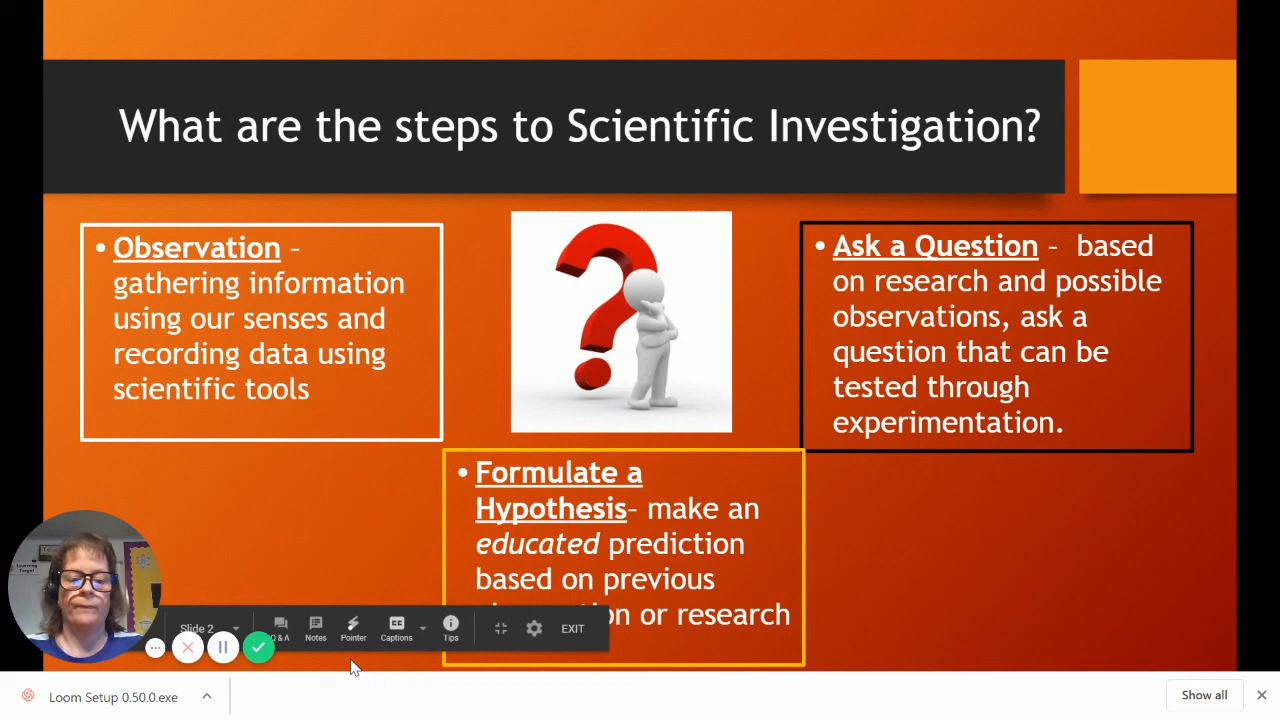 What are the steps to Scientific Investigation?
• Observation –
gathering information
using our senses and
recording data using
scientific tools
• Ask a Question – based
on research and possible
observations, ask a
question that can be
tested through
experimentation.
• Formulate a
Hypothesis– make an
educated prediction
based on previous
or research
Learning
Target
Slide 2
Q & A
Notes
Pointer
Captions
Tips
EXIT
Loom Setup 0.50.0.exe
Show all